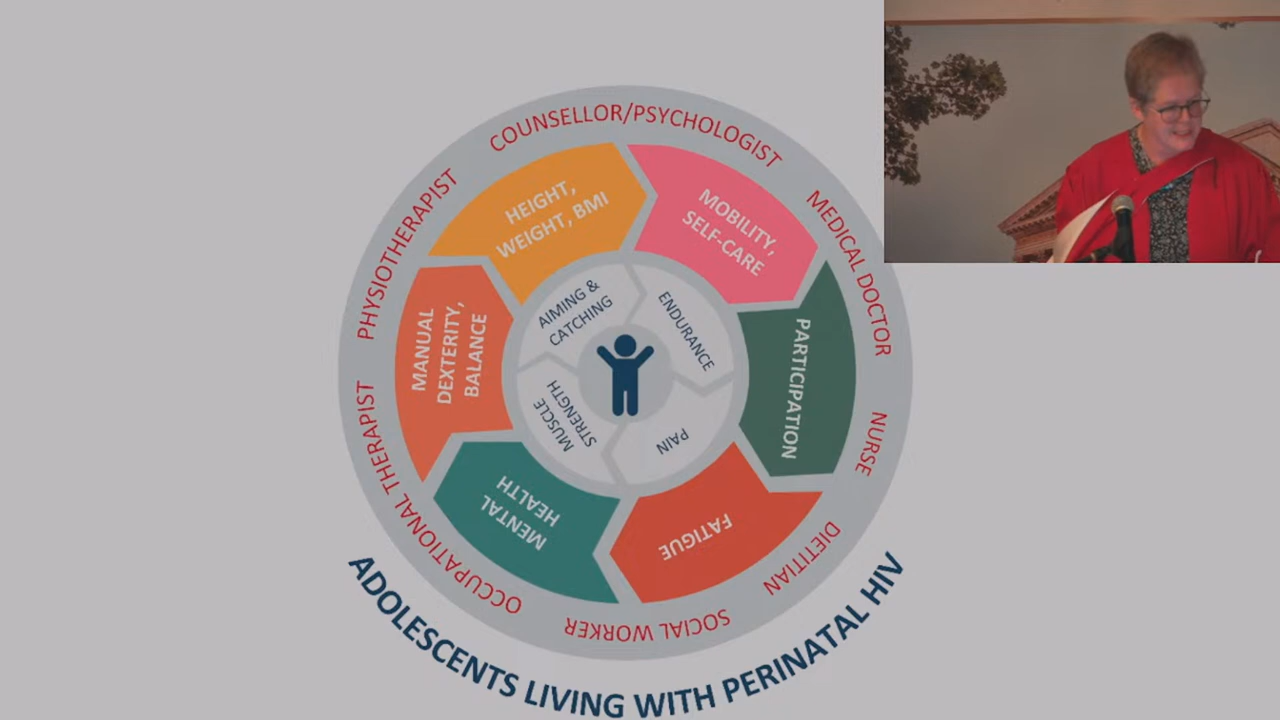 COUNSELLOR/PSYCHOLOGIST
MEDICAL DOCTOR
NURSE
DIETITIAN
SOCIAL WORKER
OCCUPATIONAL THERAPIST
PHYSIOTHERAPIST
HEIGHT,
WEIGHT, BMI
MOBILITY,
SELF-CARE
PARTICIPATION
FATIGUE
MENTAL
HEALTH
MANUAL
DEXTERITY,
BALANCE
AIMING &
CATCHING
ENDURANCE
PAIN
MUSCLE
STRENGTH
ADOLESCENTS LIVING WITH PERINATAL HIV